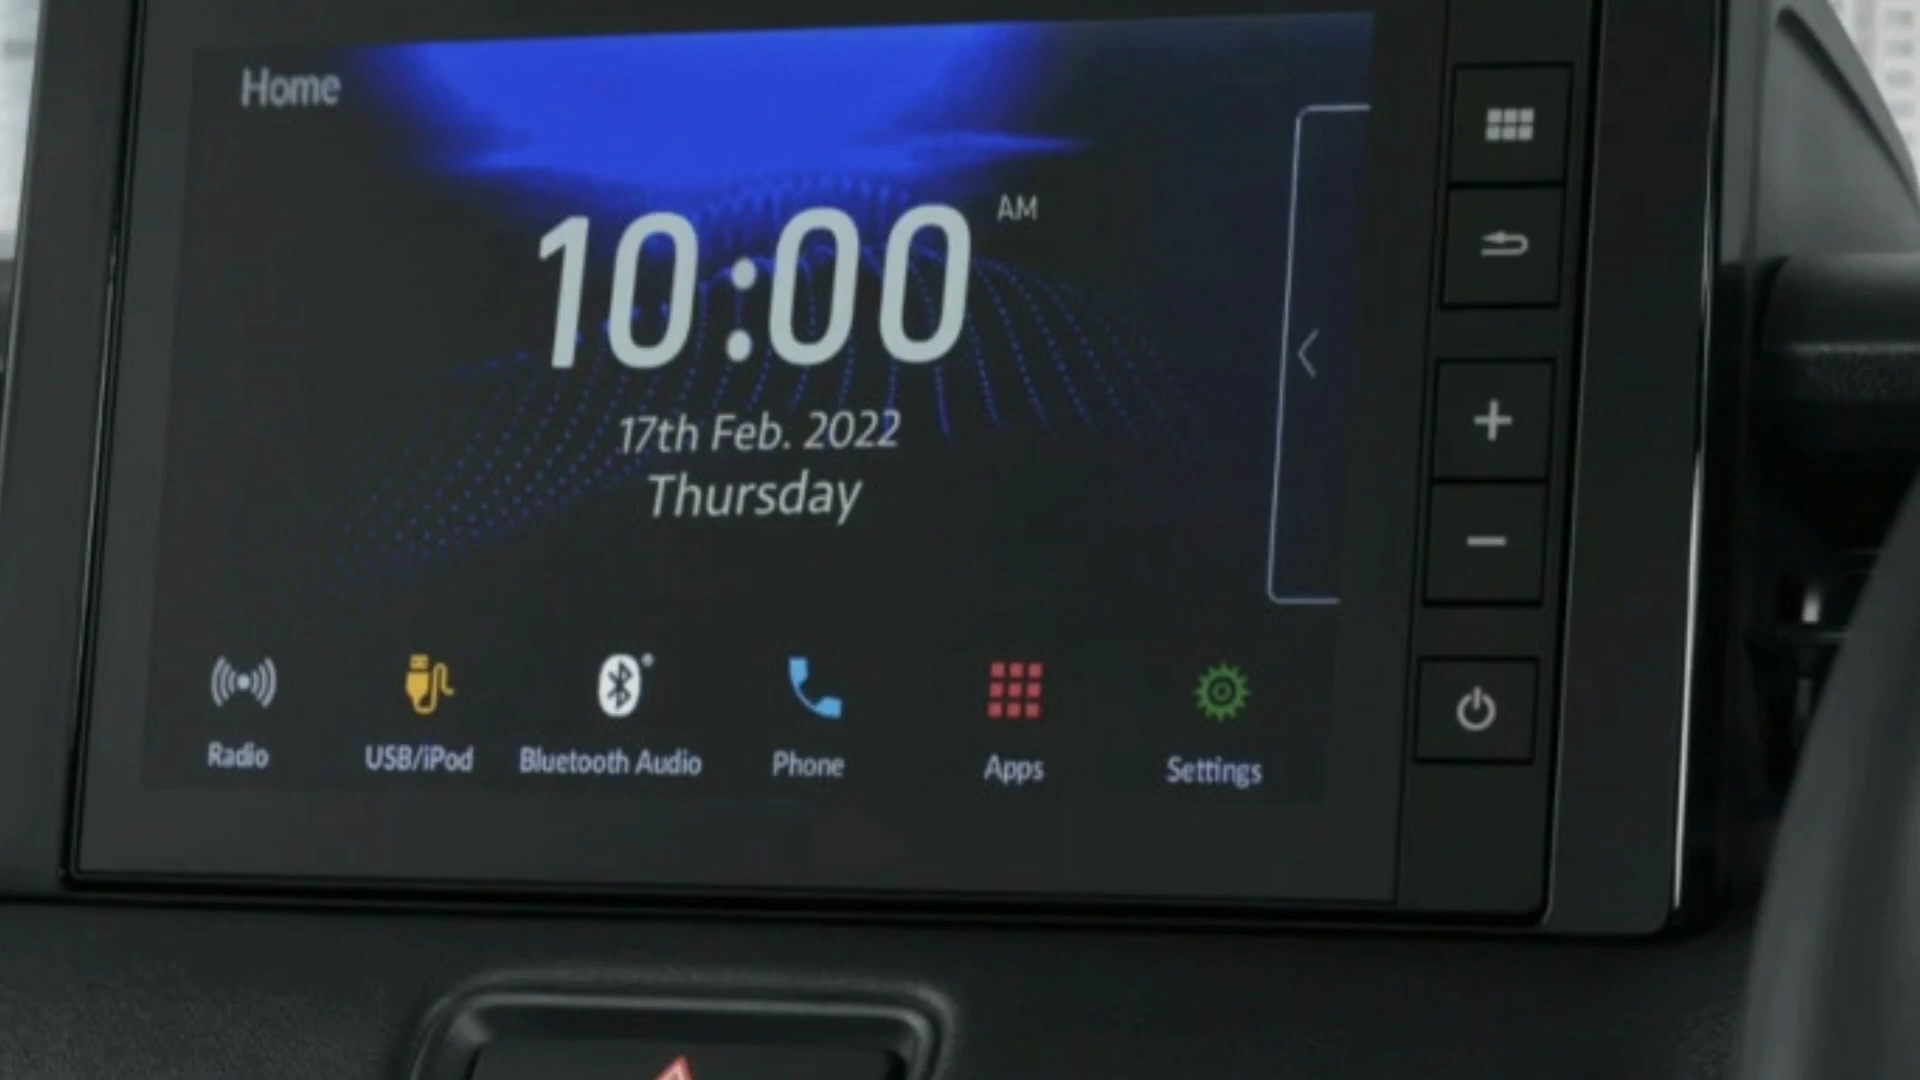 Home
10:00 AM
17th Feb. 2022
Thursday
Radio
USB/iPod
Bluetooth Audio
Phone
Apps
Settings